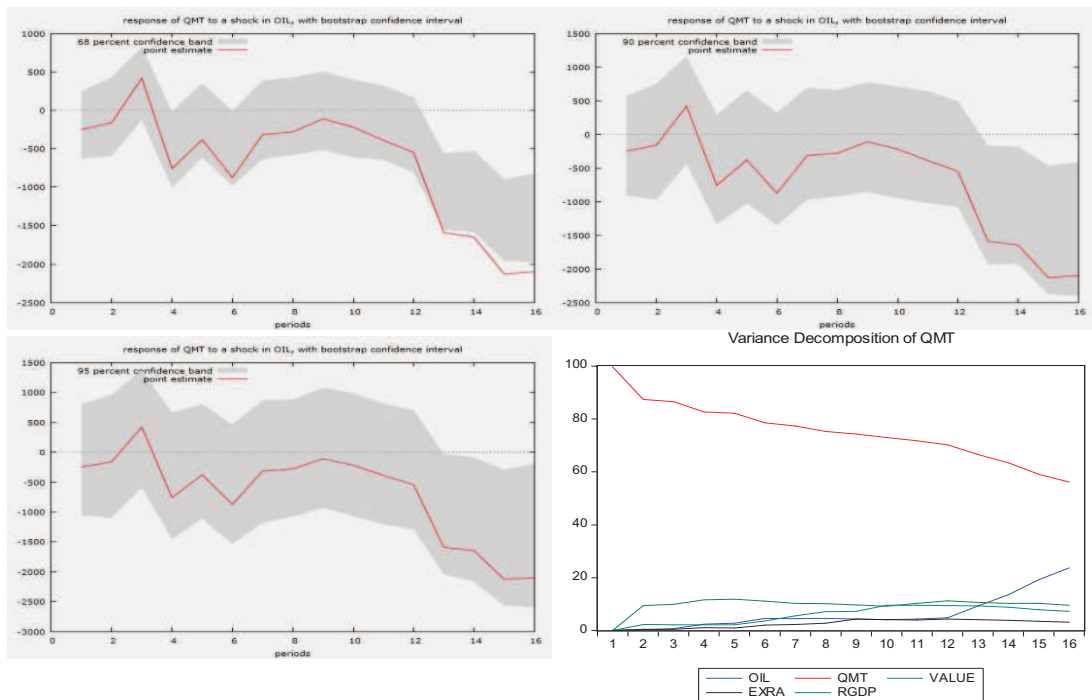 response of QMT to a shock in OIL, with bootstrap confidence interval
68 percent confidence band
point estimate
1000
500
0
-500
-1000
-1500
-2000
-2500
0 2 4 6 8 10 12 14 16
periods
response of QMT to a shock in OIL, with bootstrap confidence interval
90 percent confidence band
point estimate
1500
1000
500
0
-500
-1000
-1500
-2000
-2500
0 2 4 6 8 10 12 14 16
periods
response of QMT to a shock in OIL, with bootstrap confidence interval
95 percent confidence band
point estimate
1500
1000
500
0
-500
-1000
-1500
-2000
-2500
-3000
0 2 4 6 8 10 12 14 16
periods
Variance Decomposition of QMT
100
80
60
40
20
0
1 2 3 4 5 6 7 8 9 10 11 12 13 14 15 16
OIL QMT VALUE
EXRA RGDP